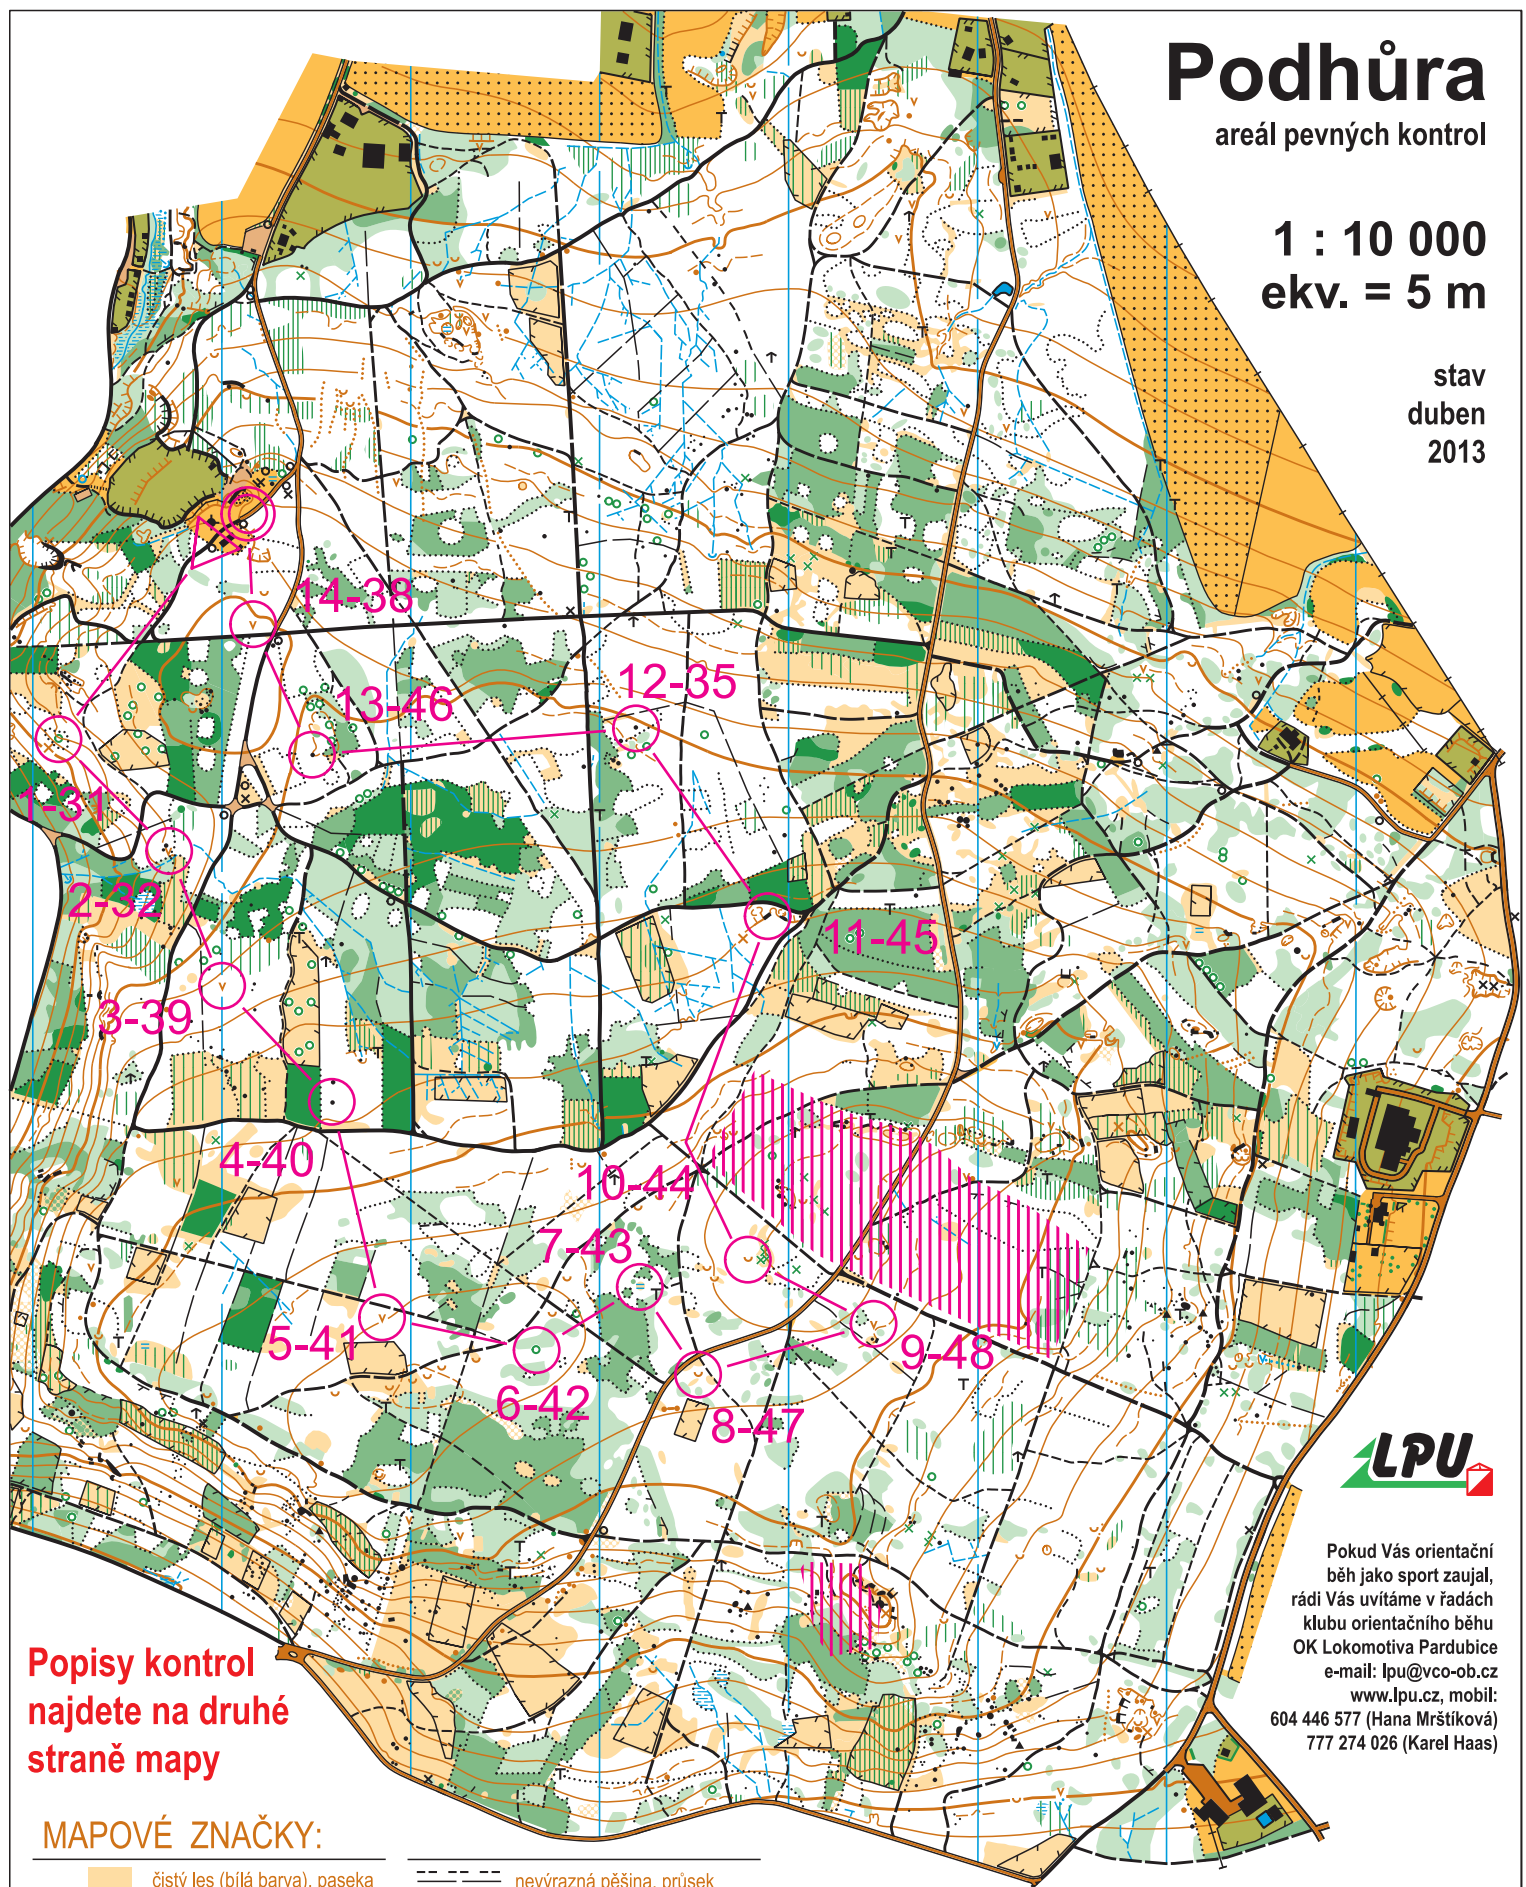 Podhůra
areál pevných kontrol
1 : 10 000
ekv. = 5 m
stav
duben
2013
14-38
13-46
12-35
1-31
2-32
11-45
3-39
4-40
10-44
7-43
5-41
9-48
6-42
8-47
LPU
Pokud Vás orientační
běh jako sport zaujal,
rádi Vás uvítáme v řadách
klubu orientačního běhu
OK Lokomotiva Pardubice
e-mail: lpu@vco-ob.cz
www.lpu.cz, mobil:
604 446 577 (Hana Mrštíková)
777 274 026 (Karel Haas)
Popisy kontrol
najdete na druhé
straně mapy
MAPOVÉ ZNAČKY:
čistý les (bílá barva), paseka
nevýrazná pěšina, průsek